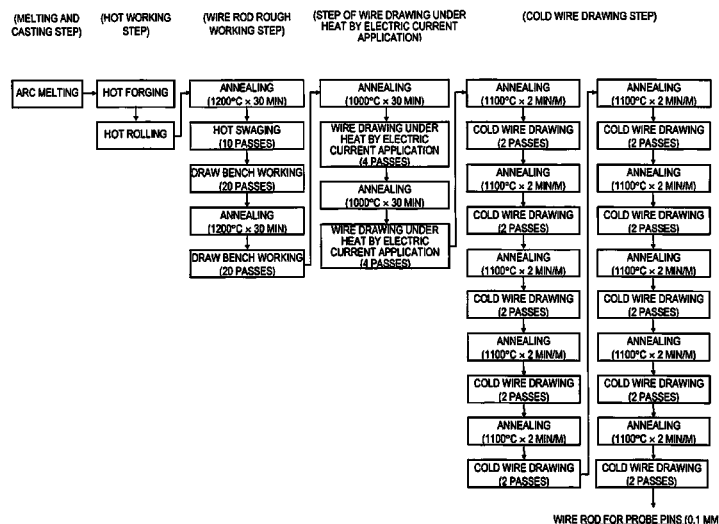 (MELTING AND
CASTING STEP)
(HOT WORKING
STEP)
(WIRE ROD ROUGH
WORKING STEP)
(STEP OF WIRE DRAWING UNDER
HEAT BY ELECTRIC CURRENT
APPLICATION)
(COLD WIRE DRAWING STEP)
ARC MELTING
HOT FORGING
HOT ROLLING
ANNEALING
(1200°C × 30 MIN)
HOT SWAGING
(10 PASSES)
DRAW BENCH WORKING
(20 PASSES)
ANNEALING
(1200°C × 30 MIN)
DRAW BENCH WORKING
(20 PASSES)
ANNEALING
(1000°C × 30 MIN)
WIRE DRAWING UNDER
HEAT BY ELECTRIC
CURRENT APPLICATION
(4 PASSES)
ANNEALING
(1000°C × 30 MIN)
WIRE DRAWING UNDER
HEAT BY ELECTRIC
CURRENT APPLICATION
(4 PASSES)
ANNEALING
(1100°C × 2 MIN/M)
COLD WIRE DRAWING
(2 PASSES)
ANNEALING
(1100°C × 2 MIN/M)
COLD WIRE DRAWING
(2 PASSES)
ANNEALING
(1100°C × 2 MIN/M)
COLD WIRE DRAWING
(2 PASSES)
ANNEALING
(1100°C × 2 MIN/M)
COLD WIRE DRAWING
(2 PASSES)
ANNEALING
(1100°C × 2 MIN/M)
COLD WIRE DRAWING
(2 PASSES)
ANNEALING
(1100°C × 2 MIN/M)
COLD WIRE DRAWING
(2 PASSES)
ANNEALING
(1100°C × 2 MIN/M)
COLD WIRE DRAWING
(2 PASSES)
ANNEALING
(1100°C × 2 MIN/M)
COLD WIRE DRAWING
(2 PASSES)
ANNEALING
(1100°C × 2 MIN/M)
COLD WIRE DRAWING
(2 PASSES)
ANNEALING
(1100°C × 2 MIN/M)
COLD WIRE DRAWING
(2 PASSES)
WIRE ROD FOR PROBE PINS (0.1 MM